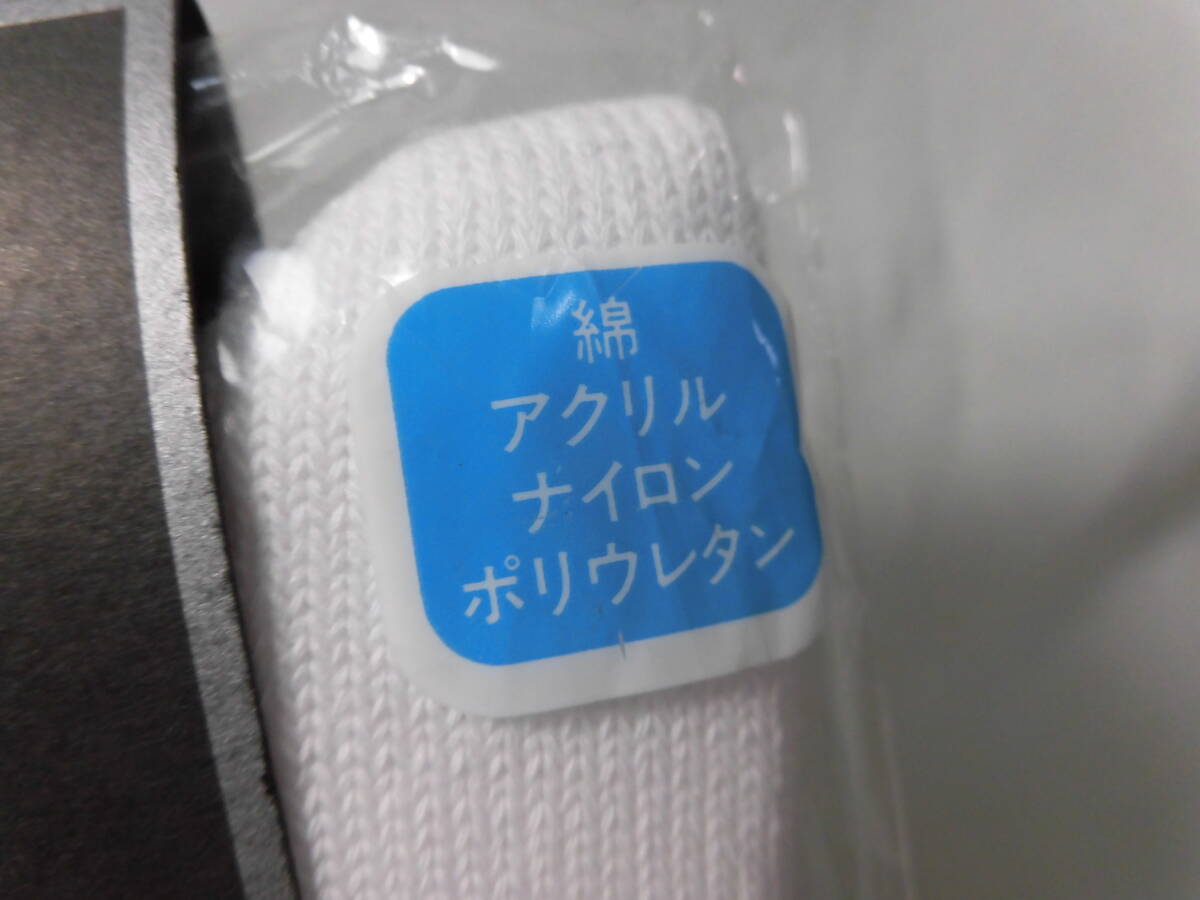 綿
アクリル
ナイロン
ポリウレタン